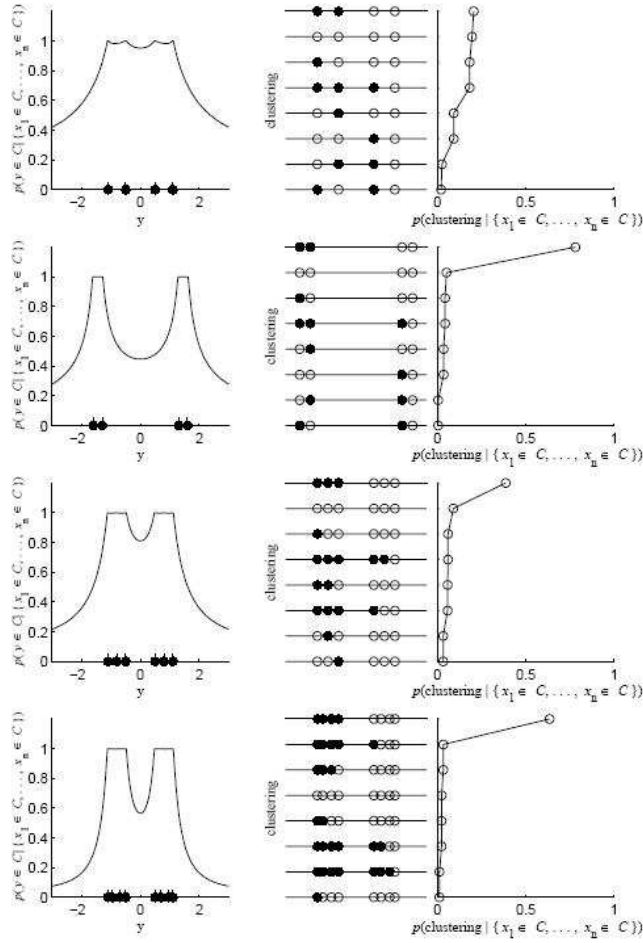 p(y ∈ C | {x1 ∈ C, . . . , xn ∈ C})
1
0.8
0.6
0.4
0.2
0
−2 0 2
y
clustering
0 0.5 1
p(clustering | {x1 ∈ C, . . . , xn ∈ C})
p(y ∈ C | {x1 ∈ C, . . . , xn ∈ C})
1
0.8
0.6
0.4
0.2
0
−2 0 2
y
clustering
0 0.5 1
p(clustering | {x1 ∈ C, . . . , xn ∈ C})
p(y ∈ C | {x1 ∈ C, . . . , xn ∈ C})
1
0.8
0.6
0.4
0.2
0
−2 0 2
y
clustering
0 0.5 1
p(clustering | {x1 ∈ C, . . . , xn ∈ C})
p(y ∈ C | {x1 ∈ C, . . . , xn ∈ C})
1
0.8
0.6
0.4
0.2
0
−2 0 2
y
clustering
0 0.5 1
p(clustering | {x1 ∈ C, . . . , xn ∈ C})